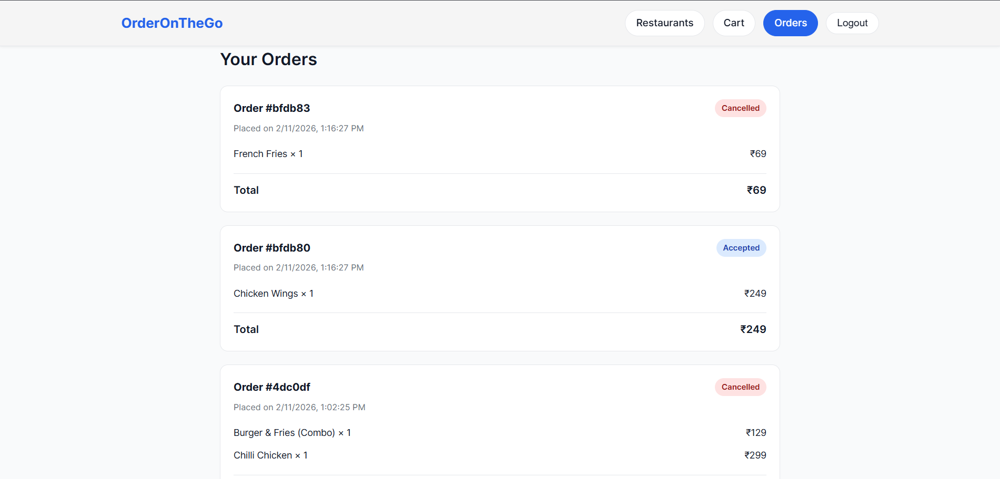 OrderOnTheGo Restaurants Cart Orders Logout
Your Orders
Order #bfdb83 Cancelled
Placed on 2/11/2026, 1:16:27 PM
French Fries × 1 ₹69
Total ₹69
Order #bfdb80 Accepted
Placed on 2/11/2026, 1:16:27 PM
Chicken Wings × 1 ₹249
Total ₹249
Order #4dc0df Cancelled
Placed on 2/11/2026, 1:02:25 PM
Burger & Fries (Combo) × 1 ₹129
Chilli Chicken × 1 ₹299